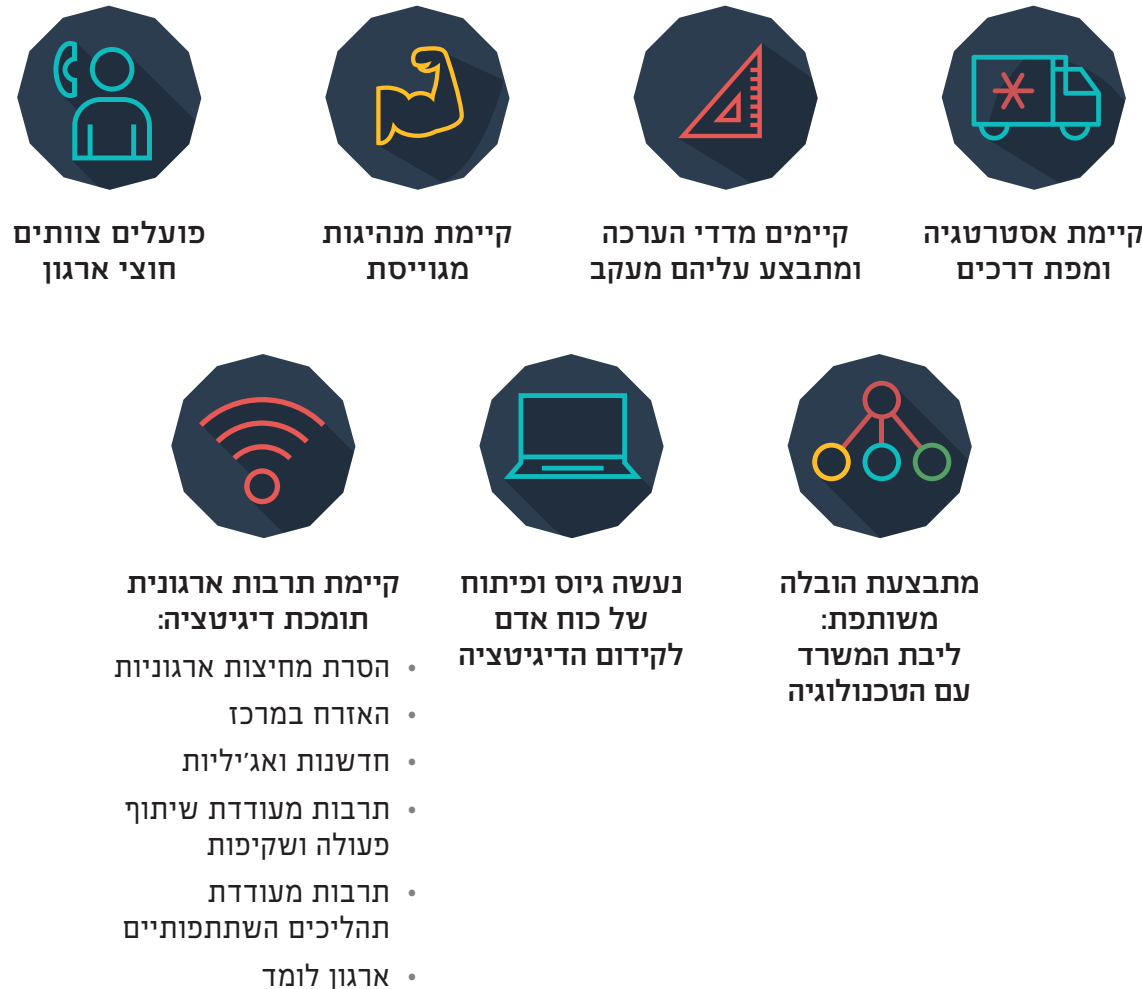 קיימת אסטרטגיה
ומפת דרכים
קיימים מדדי הערכה
ומתבצע עליהם מעקב
קיימת מנהיגות
מגוייסת
פועלים צוותים
חוצי ארגון
מתבצעת הובלה
משותפת:
ליבת המשרד
עם הטכנולוגיה
נעשה גיוס ופיתוח
של כוח אדם
לקידום הדיגיטציה
קיימת תרבות ארגונית
תומכת דיגיטציה:
• הסרת מחיצות ארגוניות
• האזרח במרכז
• חדשנות ואג'יליות
• תרבות מעודדת שיתוף
פעולה ושקיפות
• תרבות מעודדת
תהליכים השתתפותיים
• ארגון לומד